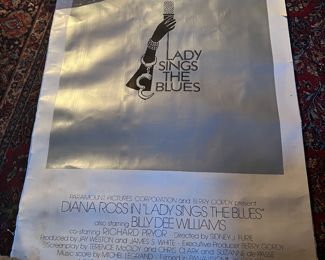 LADY
SINGS
THE
BLUES
PARAMOUNT PICTURES CORPORATION and BERRY GORDY present
DIANA ROSS IN "LADY SINGS THE BLUES"
also starring BILLY DEE WILLIAMS
co-starring RICHARD PRYOR Directed by SIDNEY J. FURIE
Produced by JAY WESTON and JAMES S. WHITE · Executive Producer BERRY GORDY
Screenplay by TERENCE McCLOY and CHRIS CLARK and SUZANNE de PASSE
Music score by MICHEL LEGRAND · Filmed in